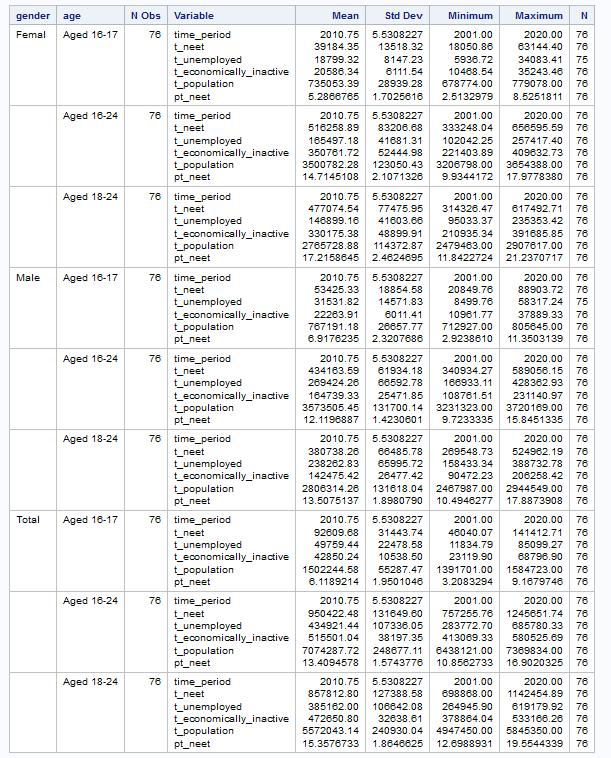 gender age N Obs Variable Mean Std Dev Minimum Maximum N
Femal Aged 16-17 76 time_period 2010.75 5.5308227 2001.00 2020.00 76
t_neet 39184.35 13518.32 18050.86 63144.40 76
t_unemployed 18799.32 8147.23 5936.72 34083.41 75
t_economically_inactive 20586.34 6111.54 10468.54 35243.46 76
t_population 735053.39 28939.28 678774.00 779078.00 76
pt_neet 5.2866765 1.7025616 2.5132979 8.5251811 76
Aged 16-24 76 time_period 2010.75 5.5308227 2001.00 2020.00 76
t_neet 516258.89 83206.68 333248.04 656595.59 76
t_unemployed 165497.18 41681.31 102042.25 257417.40 76
t_economically_inactive 350761.72 52444.98 221403.89 409632.73 76
t_population 3500782.28 123050.43 3206798.00 3654388.00 76
pt_neet 14.7145108 2.1071326 9.9344172 17.9778380 76
Aged 18-24 76 time_period 2010.75 5.5308227 2001.00 2020.00 76
t_neet 477074.54 77475.95 314326.47 617492.71 76
t_unemployed 146899.16 41603.66 95033.37 235353.42 76
t_economically_inactive 330175.38 48899.91 210935.34 391685.85 76
t_population 2765728.88 114372.87 2479463.00 2907617.00 76
pt_neet 17.2158645 2.4624695 11.8422724 21.2370717 76
Male Aged 16-17 76 time_period 2010.75 5.5308227 2001.00 2020.00 76
t_neet 53425.33 18854.58 20849.76 88903.72 76
t_unemployed 31531.82 14571.83 8499.76 58317.24 75
t_economically_inactive 22263.91 6011.41 10961.77 37889.33 76
t_population 767191.18 26657.77 712927.00 805645.00 76
pt_neet 6.9176235 2.3207686 2.9238610 11.3503139 76
Aged 16-24 76 time_period 2010.75 5.5308227 2001.00 2020.00 76
t_neet 434163.59 61934.18 340934.27 589056.15 76
t_unemployed 269424.26 66592.78 166933.11 428362.93 76
t_economically_inactive 164739.33 25471.85 108761.51 231140.97 76
t_population 3573505.44 131700.14 3231323.00 3720169.00 76
pt_neet 12.1196887 1.4230601 9.7233335 15.8451335 76
Aged 18-24 76 time_period 2010.75 5.5308227 2001.00 2020.00 76
t_neet 380738.26 66485.78 269548.73 524962.19 76
t_unemployed 238262.83 65995.72 158433.34 388732.78 76
t_economically_inactive 142475.42 26477.42 90472.23 206258.42 76
t_population 2806314.26 131618.04 2467987.00 2944549.00 76
pt_neet 13.5075137 1.8980790 10.4946277 17.8873908 76
Total Aged 16-17 76 time_period 2010.75 5.5308227 2001.00 2020.00 76
t_neet 92609.68 31443.74 46040.07 141412.71 76
t_unemployed 49759.44 22478.58 11834.79 85099.27 76
t_economically_inactive 42850.24 10538.50 23119.90 68796.90 76
t_population 1502244.58 55287.47 1391701.00 1584723.00 76
pt_neet 6.1189214 1.9501046 3.2083294 9.1679746 76
Aged 16-24 76 time_period 2010.75 5.5308227 2001.00 2020.00 76
t_neet 950422.48 131649.60 757255.76 1245651.74 76
t_unemployed 434921.44 107336.05 283772.70 685780.33 76
t_economically_inactive 515501.04 38197.35 413069.33 580525.69 76
t_population 7074287.72 248677.11 6438121.00 7369834.00 76
pt_neet 13.4094578 1.5743776 10.8562733 16.9020325 76
Aged 18-24 76 time_period 2010.75 5.5308227 2001.00 2020.00 76
t_neet 857812.80 127388.58 698868.00 1142454.89 76
t_unemployed 385162.00 106642.08 264945.90 619179.92 76
t_economically_inactive 472650.80 32638.61 378864.04 533166.26 76
t_population 5572043.14 240930.04 4947450.00 5845350.00 76
pt_neet 15.3576733 1.8646625 12.6988931 19.5544339 76